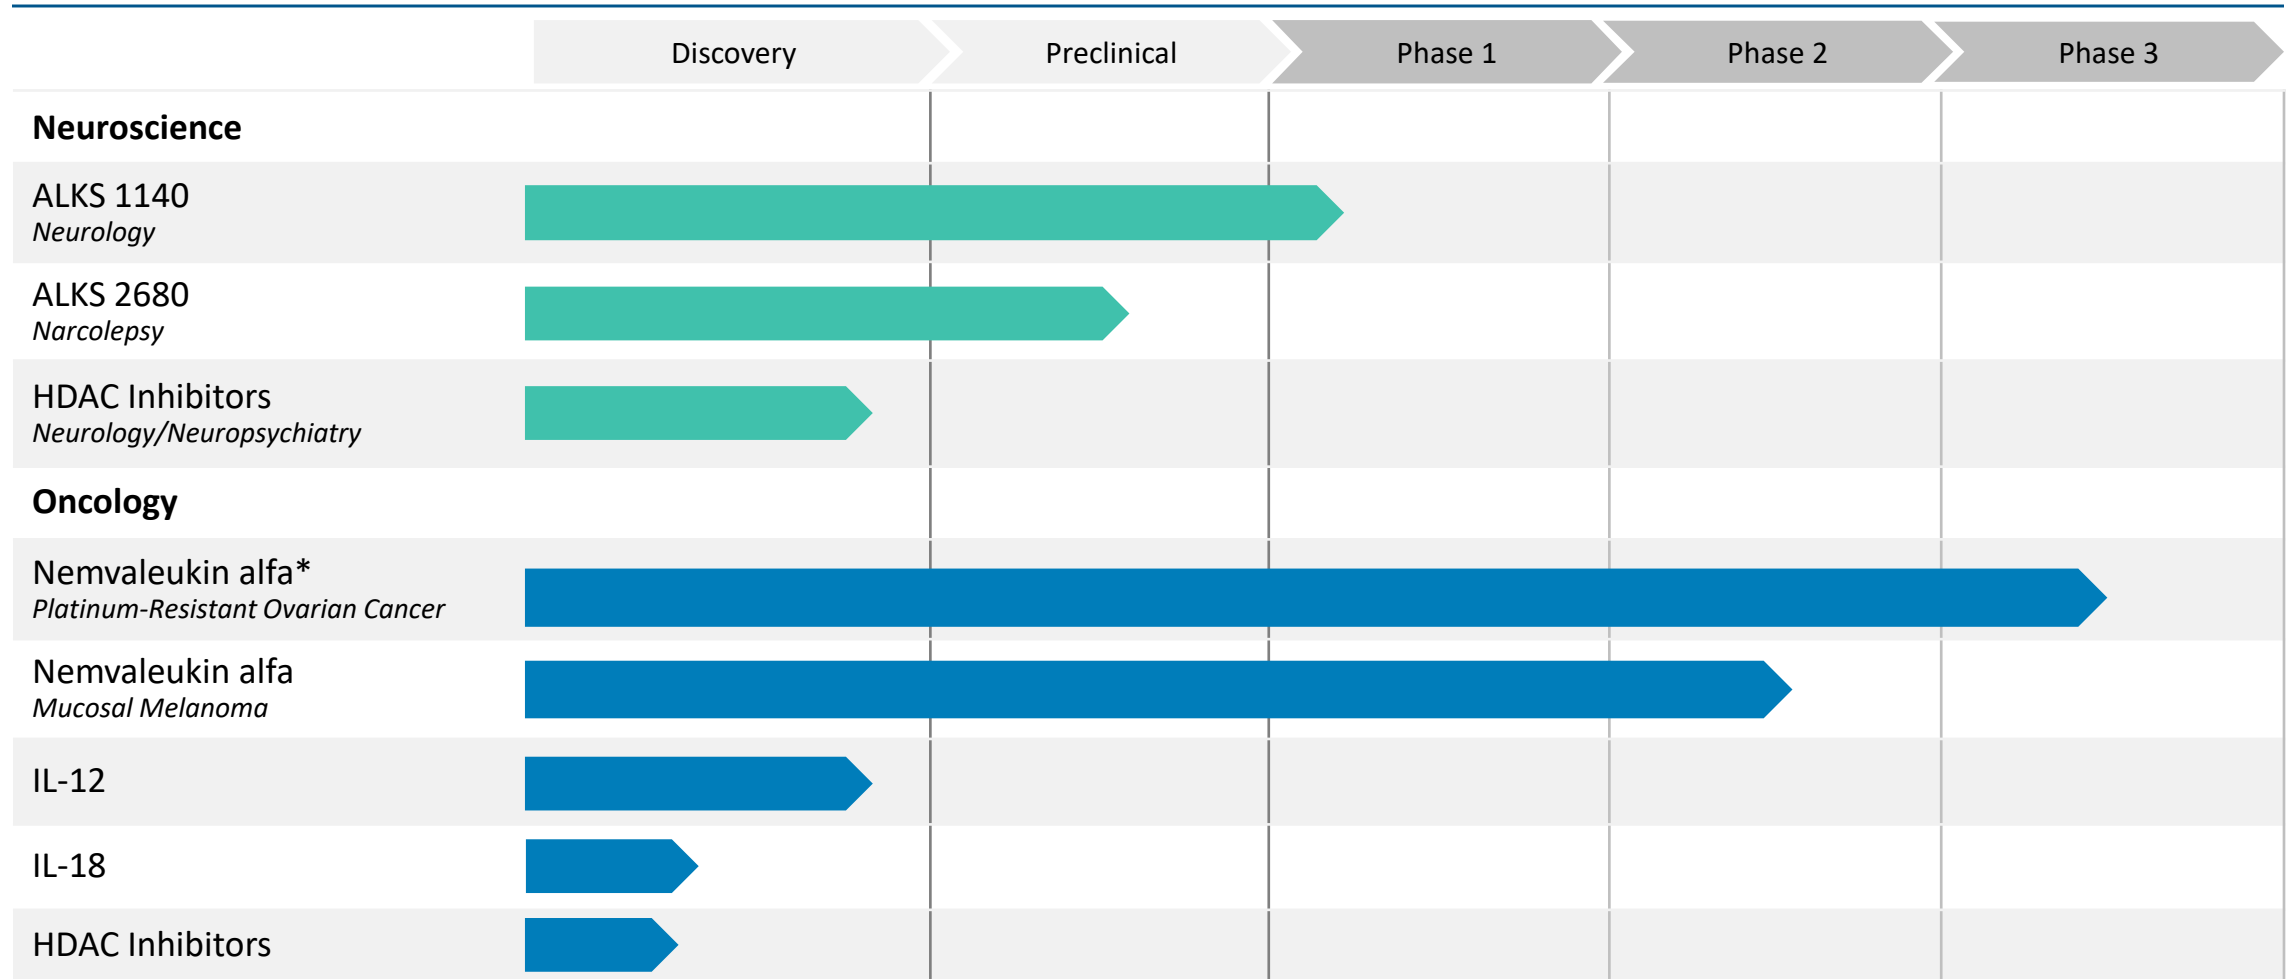 Discovery Preclinical Phase 1 Phase 2 Phase 3
Neuroscience
ALKS 1140
Neurology
ALKS 2680
Narcolepsy
HDAC Inhibitors
Neurology/Neuropsychiatry
Oncology
Nemvaleukin alfa*
Platinum-Resistant Ovarian Cancer
Nemvaleukin alfa
Mucosal Melanoma
IL-12
IL-18
HDAC Inhibitors